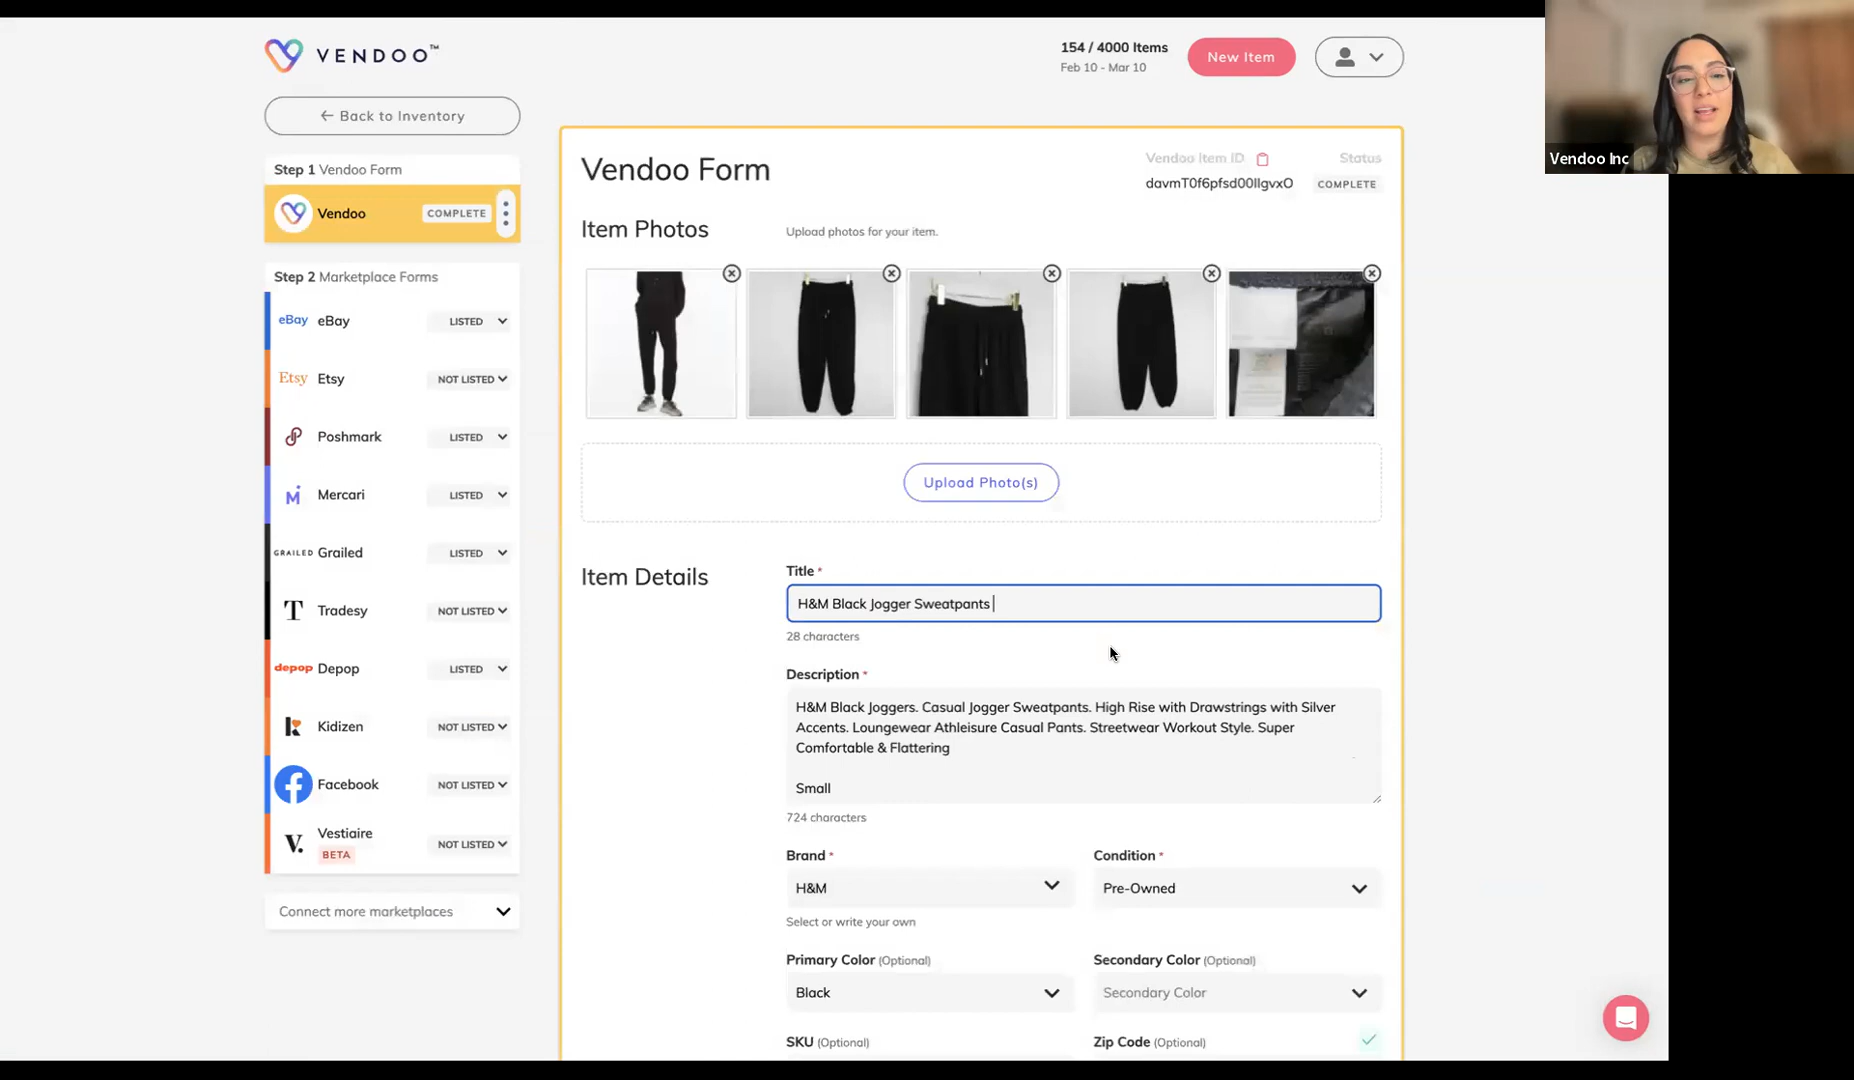 VENDOO™
154 / 4000 Items
Feb 10 - Mar 10
New Item
Vendoo Inc
← Back to Inventory
Step 1 Vendoo Form
Vendoo
COMPLETE
Step 2 Marketplace Forms
eBay eBay LISTED
Etsy Etsy NOT LISTED
Poshmark LISTED
Mercari LISTED
GRAILED Grailed LISTED
T Tradesy NOT LISTED
depop Depop LISTED
Kidizen NOT LISTED
Facebook NOT LISTED
V. Vestiaire NOT LISTED
BETA
Connect more marketplaces
Vendoo Form
Vendoo Item ID
Status
davmT0f6pfsd00llgvxO
COMPLETE
Item Photos
Upload photos for your item.
Upload Photo(s)
Item Details
Title *
H&M Black Jogger Sweatpants
28 characters
Description *
H&M Black Joggers. Casual Jogger Sweatpants. High Rise with Drawstrings with Silver
Accents. Loungewear Athleisure Casual Pants. Streetwear Workout Style. Super
Comfortable & Flattering
Small
724 characters
Brand *
Condition *
H&M
Pre-Owned
Select or write your own
Primary Color (Optional)
Secondary Color (Optional)
Black
Secondary Color
SKU (Optional)
Zip Code (Optional)